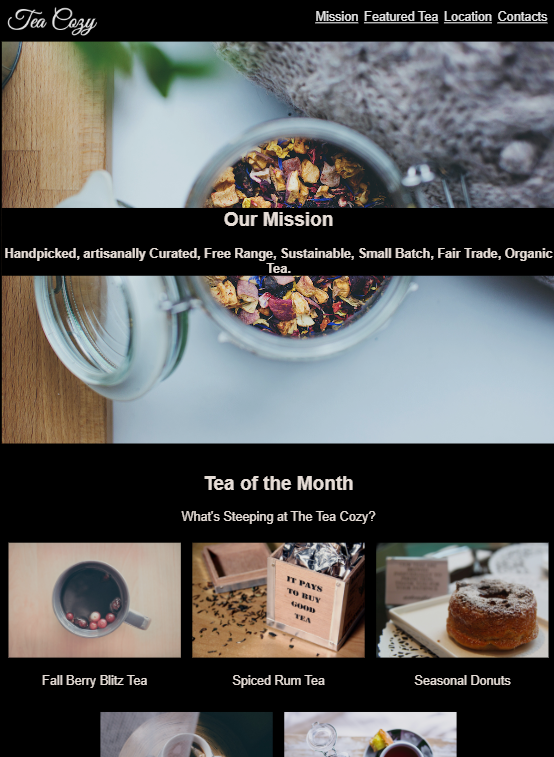 Tea Cozy
Mission Featured Tea Location Contacts
Our Mission
Handpicked, artisanally Curated, Free Range, Sustainable, Small Batch, Fair Trade, Organic
Tea.
Tea of the Month
What's Steeping at The Tea Cozy?
IT PAYS
TO BUY
GOOD
TEA
Fall Berry Blitz Tea
Spiced Rum Tea
Seasonal Donuts